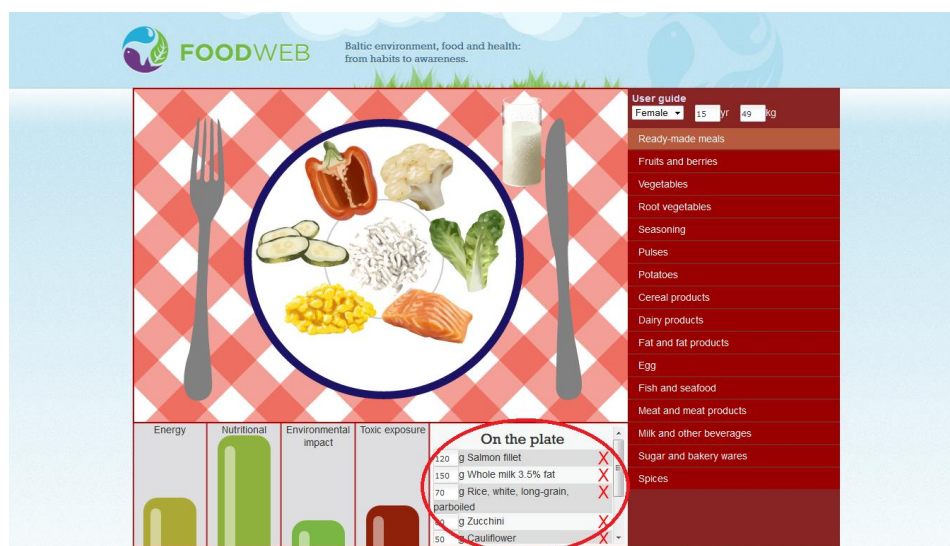 FOODWEB
Baltic environment, food and health:
from habits to awareness.
User guide
Female 15 yr 49 kg
Ready-made meals
Fruits and berries
Vegetables
Root vegetables
Seasoning
Pulses
Potatoes
Cereal products
Dairy products
Fat and fat products
Egg
Fish and seafood
Meat and meat products
Milk and other beverages
Sugar and bakery wares
Spices
Energy
Nutritional
Environmental
impact
Toxic exposure
On the plate
120 g Salmon fillet X
150 g Whole milk 3.5% fat X
70 g Rice, white, long-grain, X
parboiled
g Zucchini X
50 g Cauliflower X